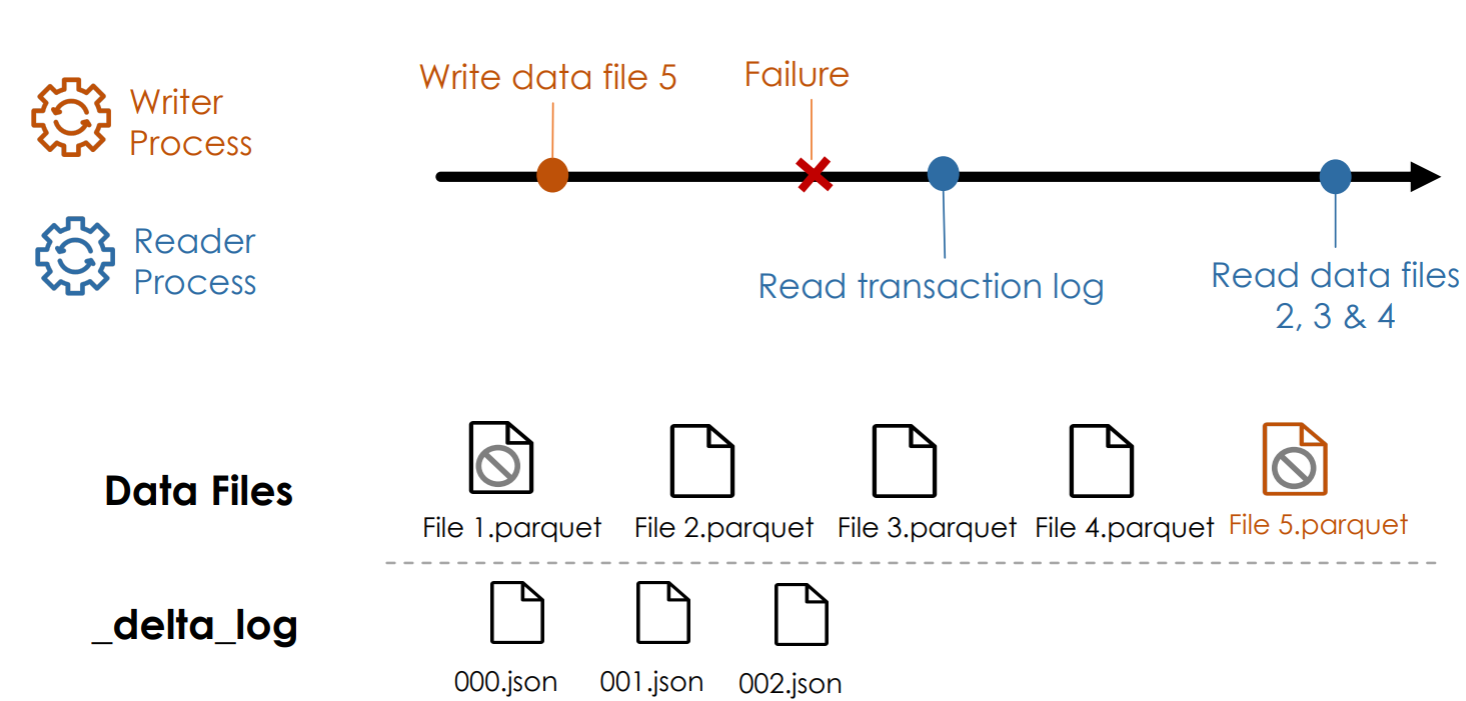 Write data file 5
Failure
Writer
Process
Reader
Process
Read transaction log
Read data files
2, 3 & 4
Data Files
File 1.parquet
File 2.parquet
File 3.parquet
File 4.parquet
File 5.parquet
_delta_log
000.json
001.json
002.json